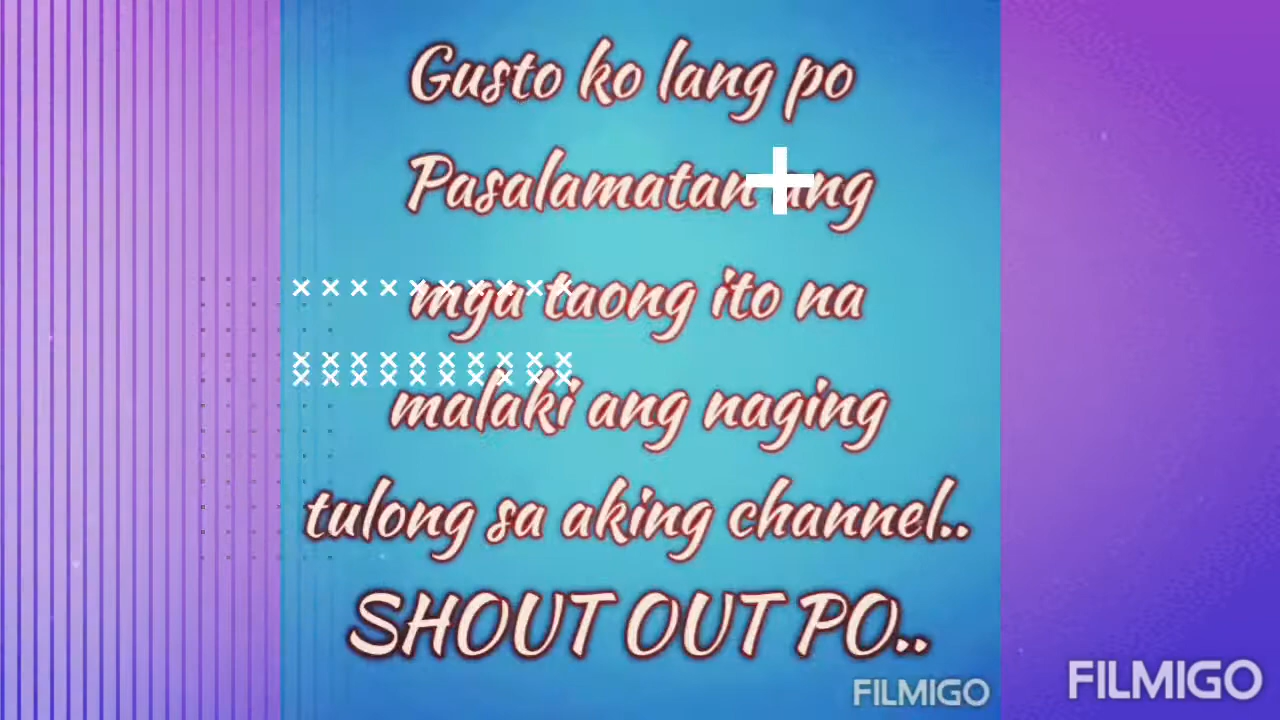 Gusto ko lang po
Pasalamatan ang
mga taong ito na
malaki ang naging
tulong sa aking channel..
SHOUT OUT PO..
FILMIGO
FILMIGO